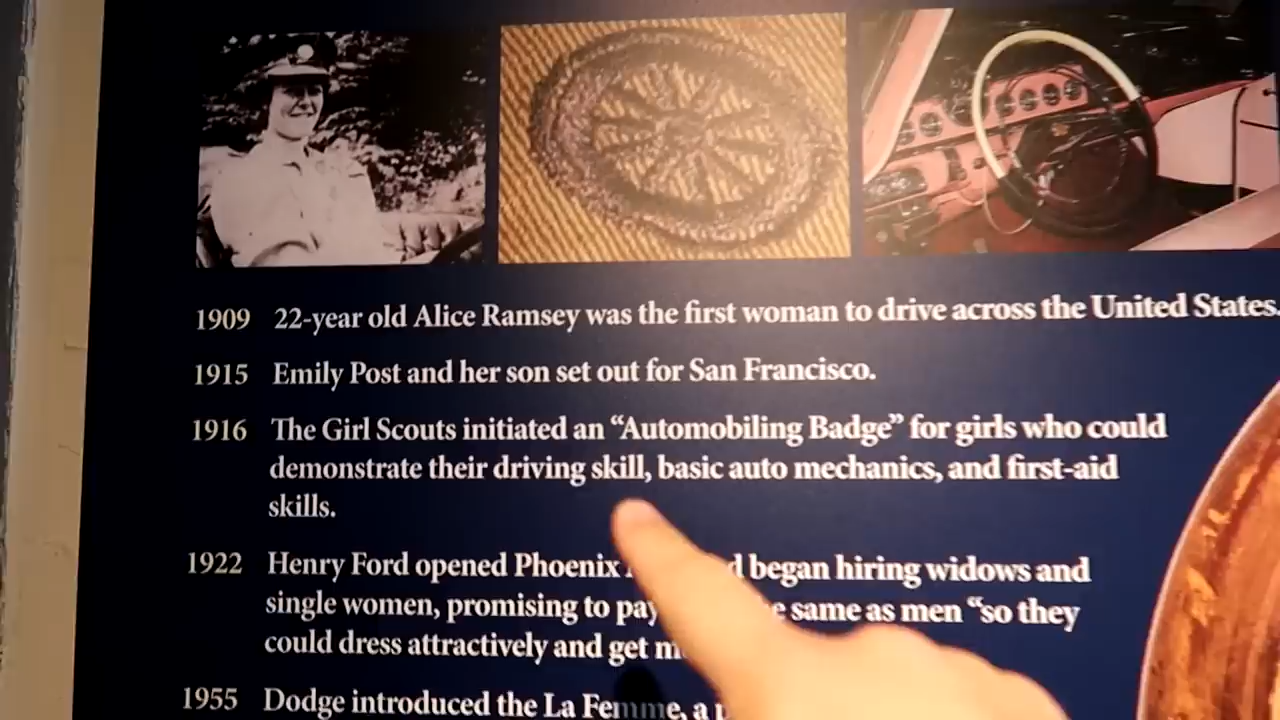 1909 22-year old Alice Ramsey was the first woman to drive across the United States.
1915 Emily Post and her son set out for San Francisco.
1916 The Girl Scouts initiated an “Automobiling Badge” for girls who could
demonstrate their driving skill, basic auto mechanics, and first-aid
skills.
1922 Henry Ford opened Phoenix began hiring widows and
single women, promising to pay same as men “so they
could dress attractively and get
1955 Dodge introduced the La Femme, a